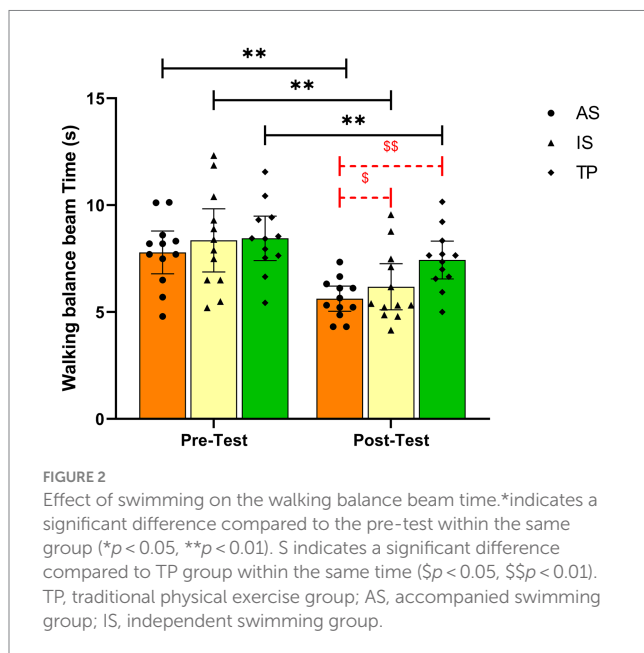 ** 
**
**
15
10
5
0
Walking balance beam Time (s)
$$
$
AS
IS
TP
Pre-Test
Post-Test
FIGURE 2
Effect of swimming on the walking balance beam time.*indicates a
significant difference compared to the pre-test within the same
group (*p < 0.05, **p < 0.01). S indicates a significant difference
compared to TP group within the same time ($p < 0.05, $$p < 0.01).
TP, traditional physical exercise group; AS, accompanied swimming
group; IS, independent swimming group.